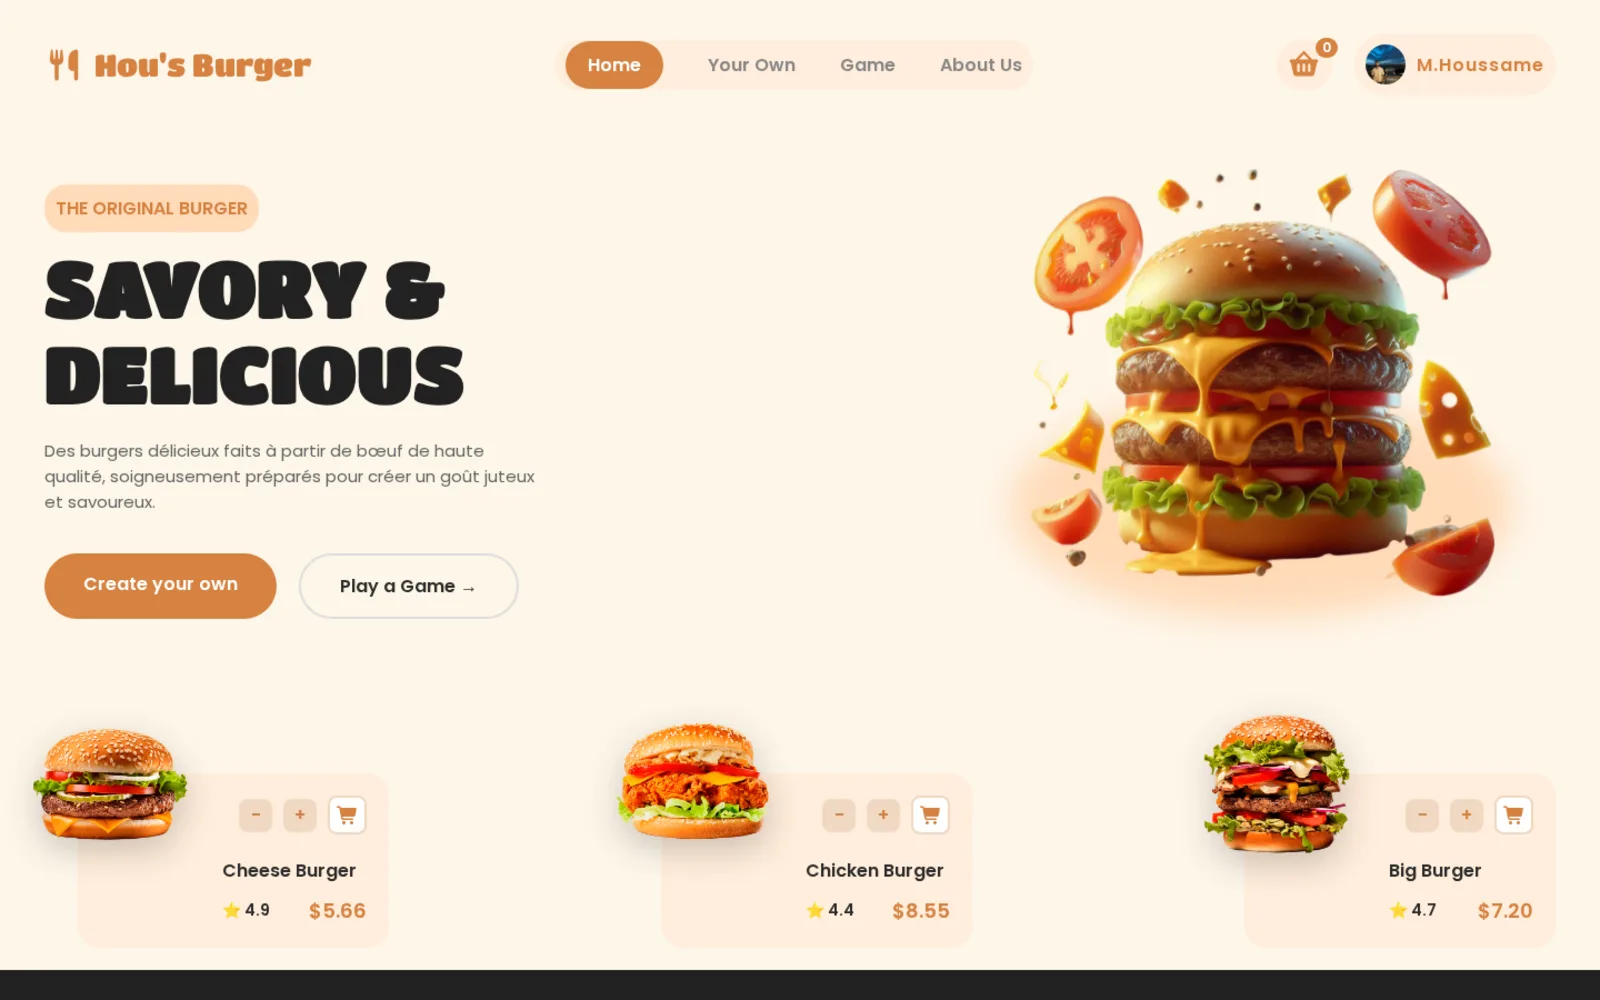 Hou's Burger
Home
Your Own
Game
About Us
0
M.Houssame
THE ORIGINAL BURGER
SAVORY &
DELICIOUS
Des burgers délicieux faits à partir de bœuf de haute
qualité, soigneusement préparés pour créer un goût juteux
et savoureux.
Create your own
Play a Game →
- +
Cheese Burger
⭐ 4.9 $5.66
- +
Chicken Burger
⭐ 4.4 $8.55
- +
Big Burger
⭐ 4.7 $7.20